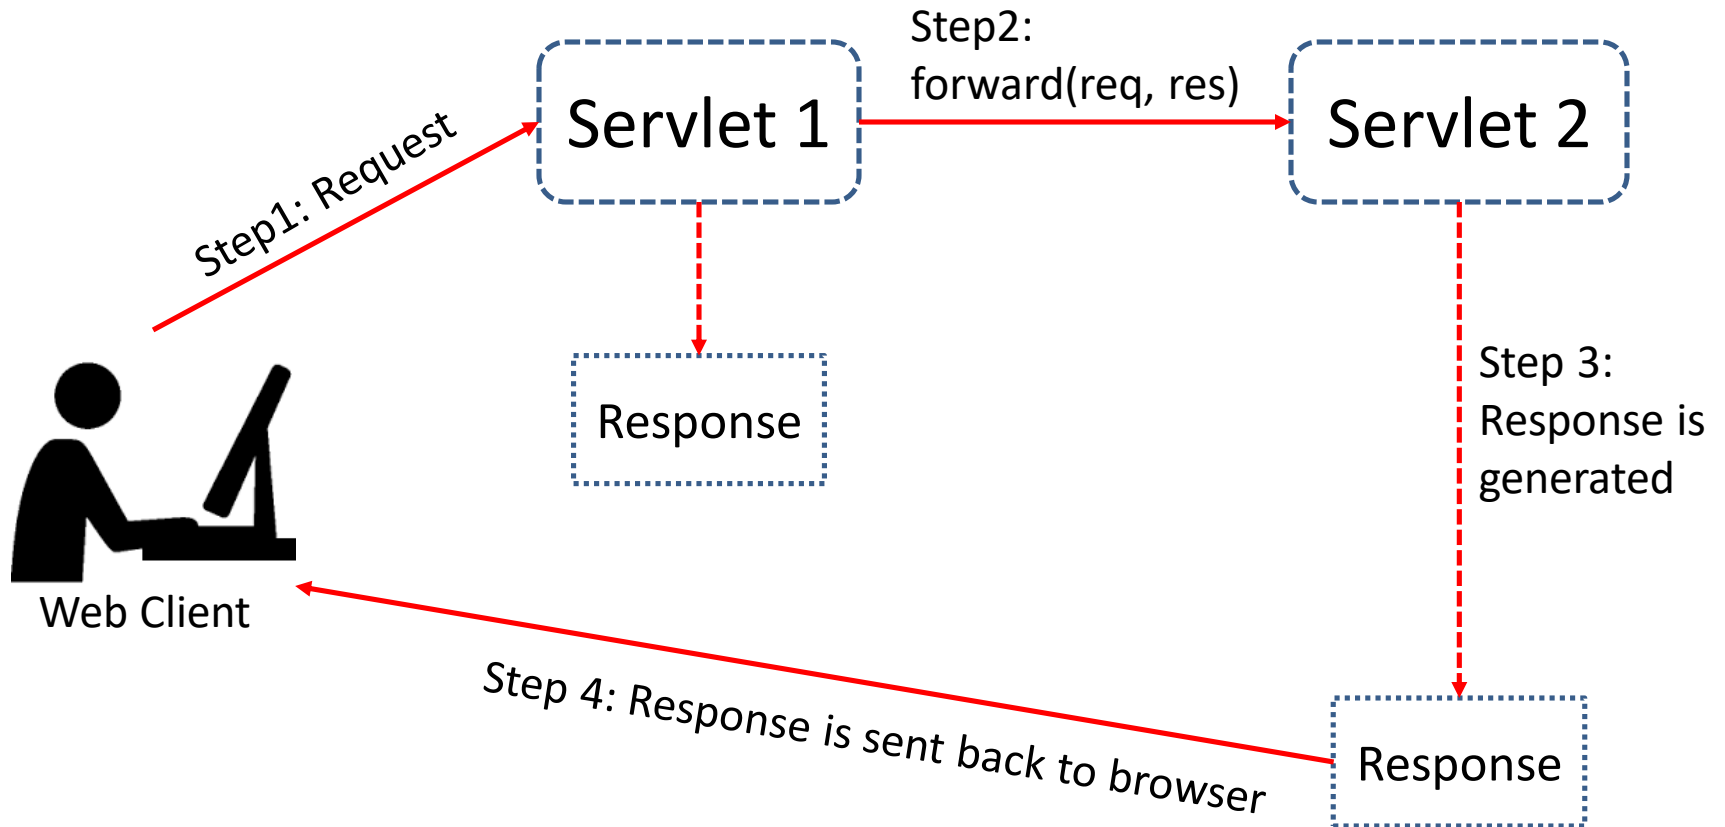 Step1: Request
Servlet 1
Step2:
forward(req, res)
Servlet 2
Response
Step 3:
Response is
generated
Web Client
Step 4: Response is sent back to browser
Response